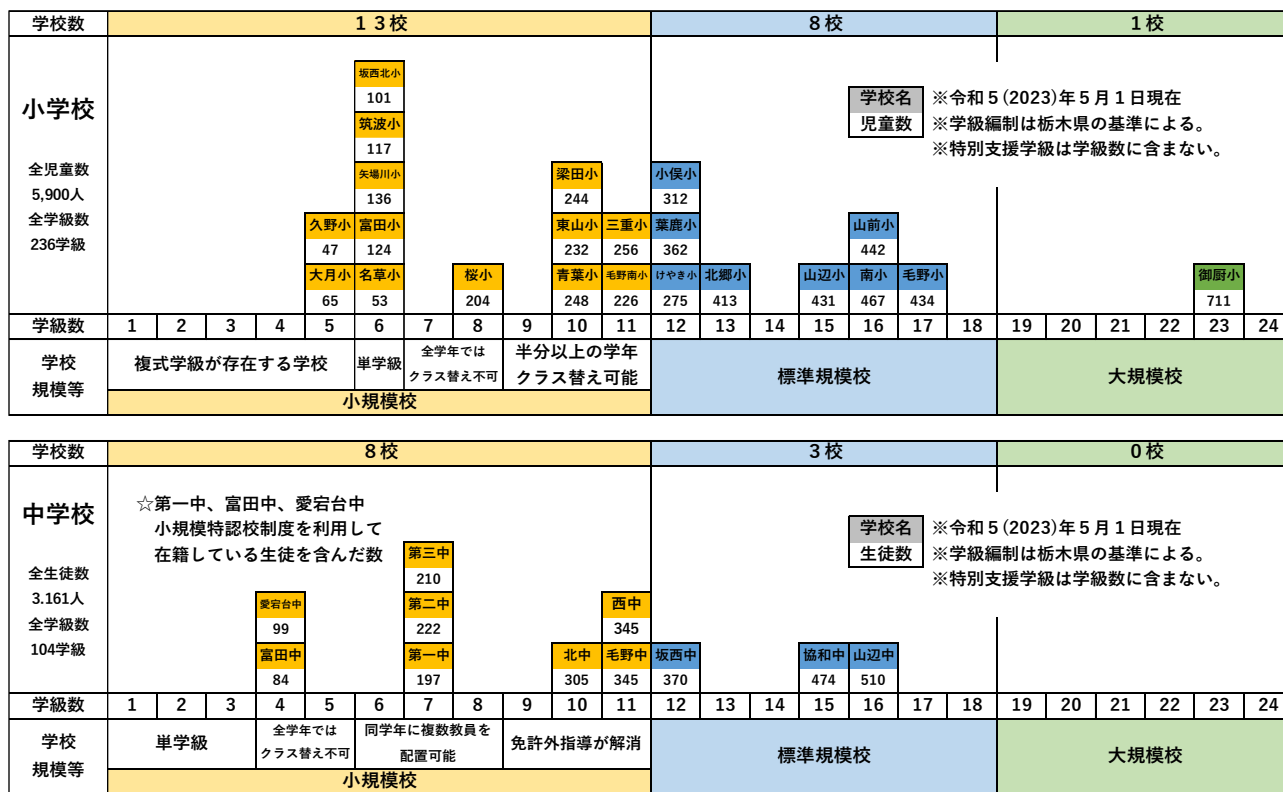 学校数 13校 8校 1校
小学校
全児童数
5,900人
全学級数
236学級
坂西北小
101
筑波小
117
矢場川小
136
久野小 富田小
47 124
大月小 名草小
65 53
桜小
204
梁田小
244
東山小 三重小
232 256
青葉小 毛野南小
248 226
小俣小
312
葉鹿小
362
けやき小 北郷小
275 413
山前小
442
山辺小 南小 毛野小
431 467 434
御厨小
711
学校名 ※令和5(2023)年5月1日現在
児童数 ※学級編制は栃木県の基準による。
※特別支援学級は学級数に含まない。
学級数 1 2 3 4 5 6 7 8 9 10 11 12 13 14 15 16 17 18 19 20 21 22 23 24
学校
規模等
複式学級が存在する学校
単学級
全学年では
クラス替え不可
半分以上の学年
クラス替え可能
小規模校
標準規模校
大規模校
学校数 8校 3校 0校
中学校
全生徒数
3.161人
全学級数
104学級
☆第一中、富田中、愛宕台中
小規模特認校制度を利用して
在籍している生徒を含んだ数
愛宕台中
99
富田中
84
第三中
210
第二中
222
第一中
197
西中
345
北中 毛野中
305 345
坂西中
370
協和中 山辺中
474 510
学校名 ※令和5(2023)年5月1日現在
生徒数 ※学級編制は栃木県の基準による。
※特別支援学級は学級数に含まない。
学級数 1 2 3 4 5 6 7 8 9 10 11 12 13 14 15 16 17 18 19 20 21 22 23 24
学校
規模等
単学級
全学年では
クラス替え不可
同学年に複数教員を
配置可能
免許外指導が解消
小規模校
標準規模校
大規模校